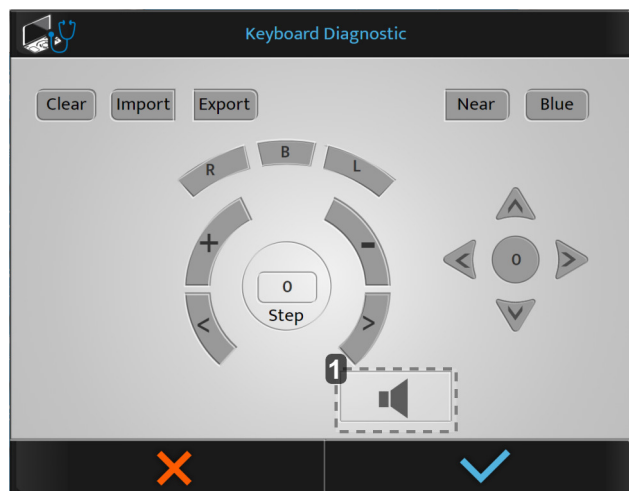 Keyboard Diagnostic
Clear Import Export Near Blue
R B L
+ -
0
0
Step
< >
1